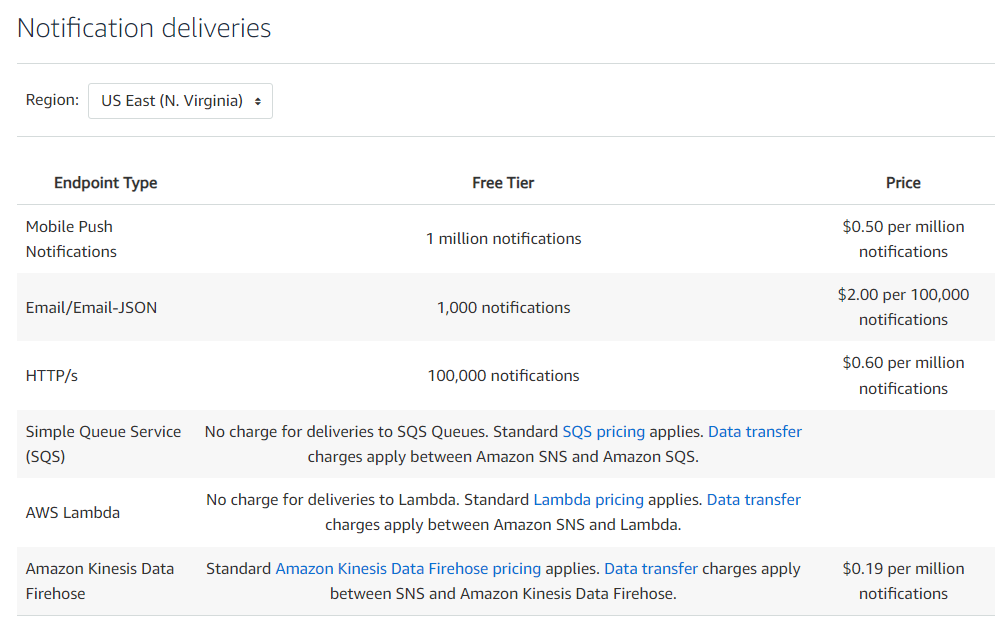 Notification deliveries
Region: US East (N. Virginia)
Endpoint Type Free Tier Price
Mobile Push
Notifications
1 million notifications
$0.50 per million
notifications
Email/Email-JSON
1,000 notifications
$2.00 per 100,000
notifications
HTTP/s
100,000 notifications
$0.60 per million
notifications
Simple Queue Service
(SQS)
No charge for deliveries to SQS Queues. Standard SQS pricing applies. Data transfer
charges apply between Amazon SNS and Amazon SQS.
AWS Lambda
No charge for deliveries to Lambda. Standard Lambda pricing applies. Data transfer
charges apply between Amazon SNS and Lambda.
Amazon Kinesis Data
Firehose
Standard Amazon Kinesis Data Firehose pricing applies. Data transfer charges apply
between SNS and Amazon Kinesis Data Firehose.
$0.19 per million
notifications